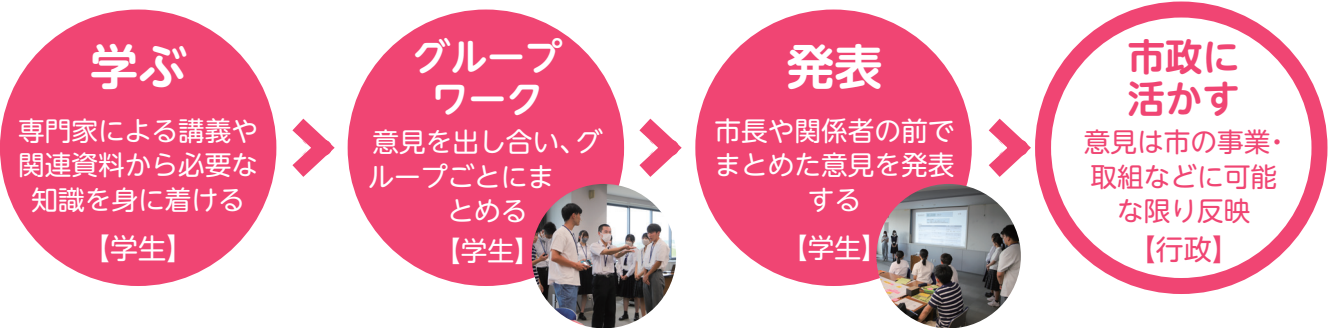 学ぶ
専門家による講義や
関連資料から必要な
知識を身に着ける
【学生】
グループ
ワーク
意見を出し合い、グ
ループごとにま
とめる
【学生】
発表
市長や関係者の前で
まとめた意見を発表
する
【学生】
市政に
活かす
意見は市の事業・
取組などに可能
な限り反映
【行政】